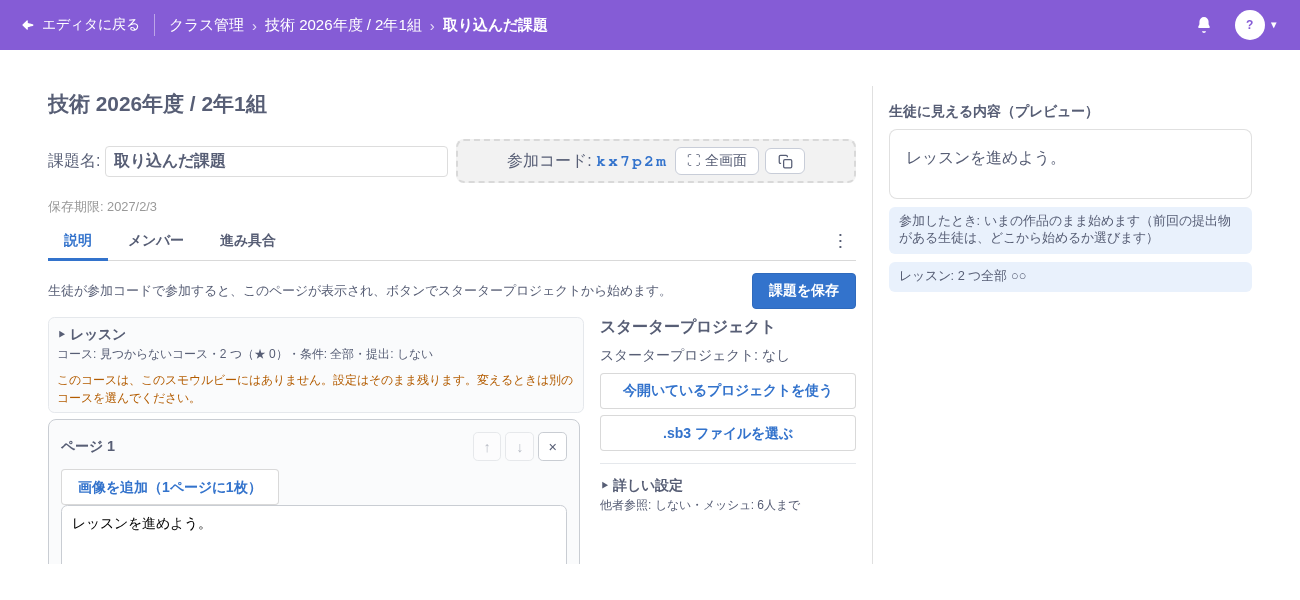 エディタに戻る
クラス管理 › 技術 2026年度 / 2年1組 › 取り込んだ課題
?
技術 2026年度 / 2年1組
課題名: 取り込んだ課題
参加コード: kx7p2m 全画面
保存期限: 2027/2/3
説明 メンバー 進み具合
生徒が参加コードで参加すると、このページが表示され、ボタンでスタータープロジェクトから始めます。
課題を保存
レッスン
コース: 見つからないコース・2 つ（★ 0）・条件: 全部・提出: しない
このコースは、このスモウルビーにはありません。設定はそのまま残ります。変えるときは別の
コースを選んでください。
ページ 1
↑ ↓ ×
画像を追加（1ページに1枚）
レッスンを進めよう。
スタータープロジェクト
スタータープロジェクト: なし
今開いているプロジェクトを使う
.sb3 ファイルを選ぶ
詳しい設定
他者参照: しない・メッシュ: 6人まで
生徒に見える内容（プレビュー）
レッスンを進めよう。
参加したとき: いまの作品のまま始めます（前回の提出物
がある生徒は、どこから始めるか選びます）
レッスン: 2 つ全部 ○○